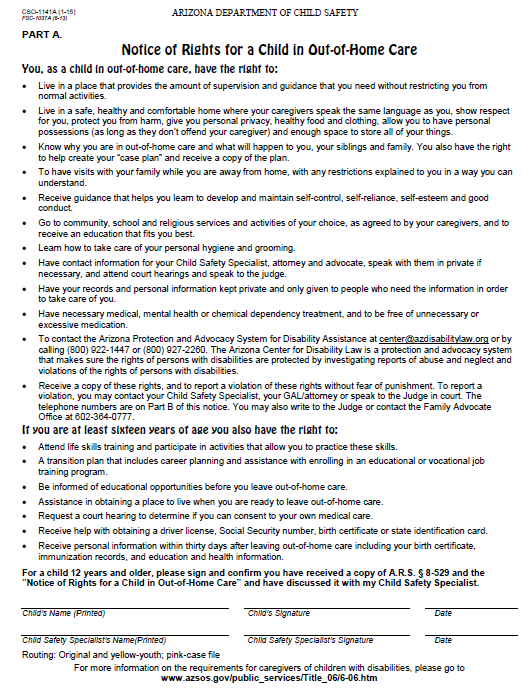 CSO-1141A (1-15)
FSC-1037A (8-13)
ARIZONA DEPARTMENT OF CHILD SAFETY
PART A.
Notice of Rights for a Child in Out-of-Home Care
You, as a child in out-of-home care, have the right to:
• Live in a place that provides the amount of supervision and guidance that you need without restricting you from
normal activities.
• Live in a safe, healthy and comfortable home where your caregivers speak the same language as you, show respect
for you, protect you from harm, give you personal privacy, healthy food and clothing, allow you to have personal
possessions (as long as they don't offend your caregiver) and enough space to store all of your things.
• Know why you are in out-of-home care and what will happen to you, your siblings and family. You also have the right
to help create your "case plan" and receive a copy of the plan.
• To have visits with your family while you are away from home, with any restrictions explained to you in a way you can
understand.
• Receive guidance that helps you learn to develop and maintain self-control, self-reliance, self-esteem and good
conduct.
• Go to community, school and religious services and activities of your choice, as agreed to by your caregivers, and to
receive an education that fits you best.
• Learn how to take care of your personal hygiene and grooming.
• Have contact information for your Child Safety Specialist, attorney and advocate, speak with them in private if
necessary, and attend court hearings and speak to the judge.
• Have your records and personal information kept private and only given to people who need the information in order
to take care of you.
• Have necessary medical, mental health or chemical dependency treatment, and to be free of unnecessary or
excessive medication.
• To contact the Arizona Protection and Advocacy System for Disability Assistance at center@azdisabilitylaw.org or by
calling (800) 922-1447 or (800) 927-2260. The Arizona Center for Disability Law is a protection and advocacy system
that makes sure the rights of persons with disabilities are protected by investigating reports of abuse and neglect and
violations of the rights of persons with disabilities.
• Receive a copy of these rights, and to report a violation of these rights without fear of punishment. To report a
violation, you may contact your Child Safety Specialist, your GAL/attorney or speak to the Judge in court. The
telephone numbers are on Part B of this notice. You may also write to the Judge or contact the Family Advocate
Office at 602-364-0777.
If you are at least sixteen years of age you also have the right to:
• Attend life skills training and participate in activities that allow you to practice these skills.
• A transition plan that includes career planning and assistance with enrolling in an educational or vocational job
training program.
• Be informed of educational opportunities before you leave out-of-home care.
• Assistance in obtaining a place to live when you are ready to leave out-of-home care.
• Request a court hearing to determine if you can consent to your own medical care.
• Receive help with obtaining a driver license, Social Security number, birth certificate or state identification card.
• Receive personal information within thirty days after leaving out-of-home care including your birth certificate,
immunization records, and education and health information.
For a child 12 years and older, please sign and confirm you have received a copy of A.R.S. § 8-529 and the
"Notice of Rights for a Child in Out-of-Home Care" and have discussed it with my Child Safety Specialist.
Child's Name (Printed) Child's Signature Date
Child Safety Specialist's Name(Printed) Child Safety Specialist's Signature Date
Routing: Original and yellow-youth; pink-case file
For more information on the requirements for caregivers of children with disabilities, please go to
www.azsos.gov/public_services/Title_06/6-06.htm